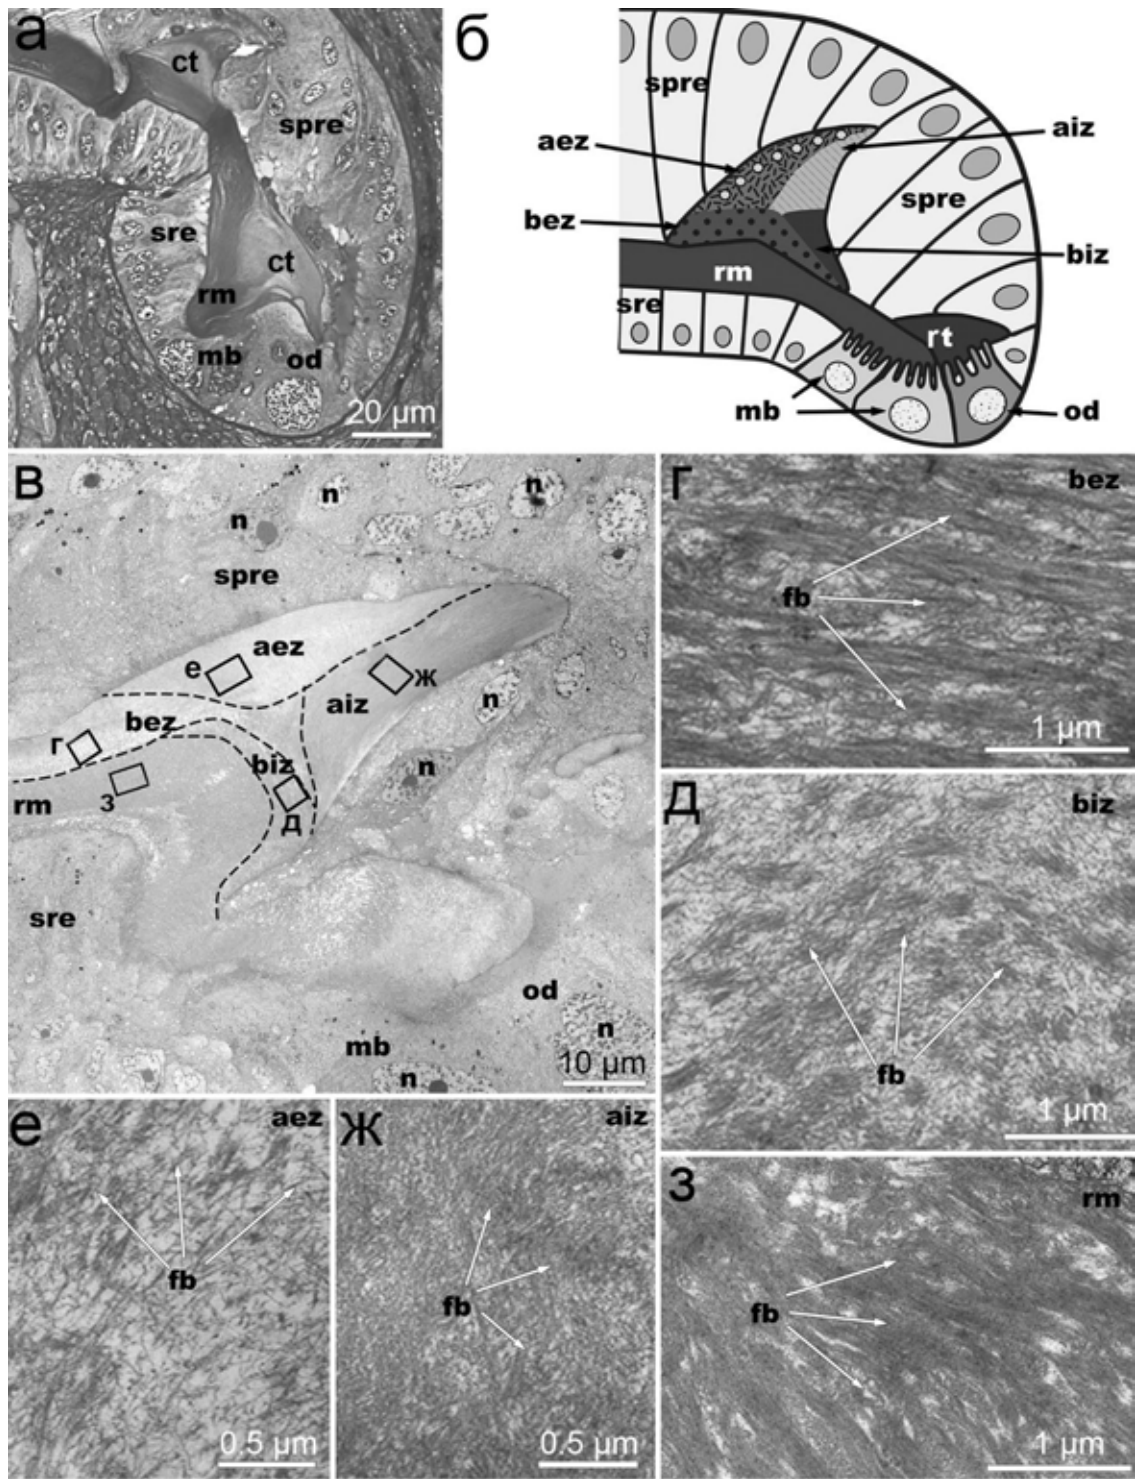 а
ct
spre
sre
ct
rm
mb
od
20 µm
б
spre
aez
aiz
bez
spre
rm
biz
sre
rt
mb
od
в
n
n
n
spre
aez
е
ж
aiz
n
bez
г
biz
n
rm
з
д
sre
od
n
mb
n
10 µm
г
bez
fb
1 µm
д
biz
fb
1 µm
е
aez
fb
0.5 µm
ж
aiz
fb
0.5 µm
з
rm
fb
1 µm